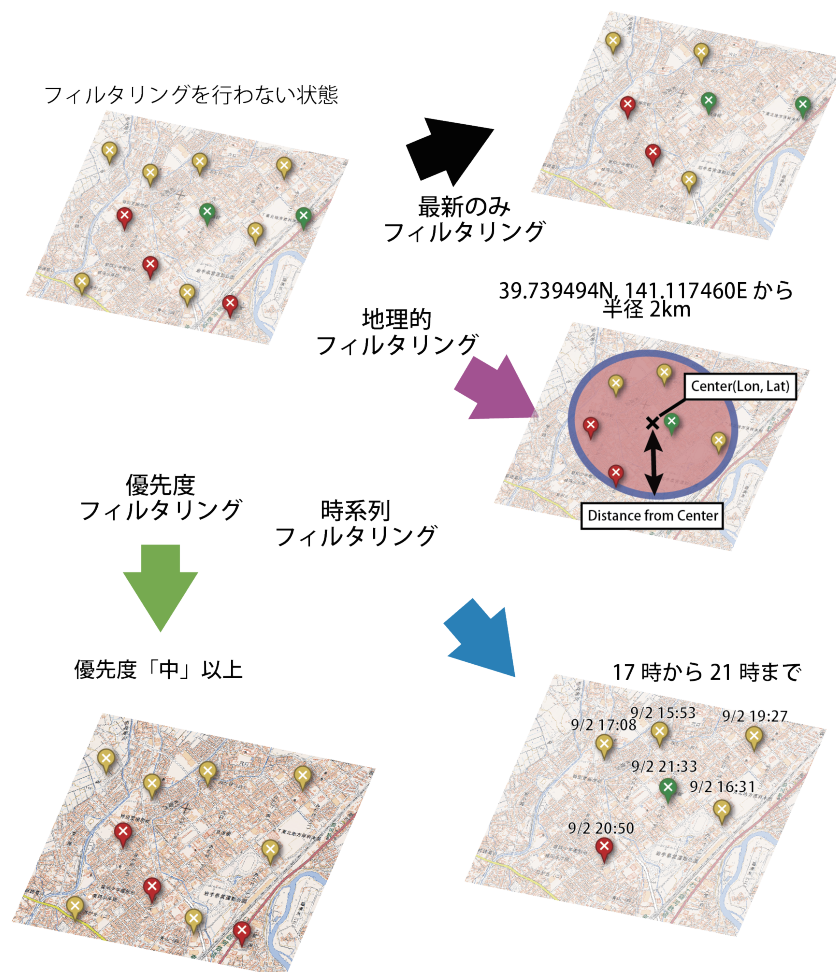 フィルタリングを行わない状態
最新のみ
フィルタリング
39.739494N, 141.117460E から
半径 2km
地理的
フィルタリング
Center(Lon, Lat)
Distance from Center
優先度
フィルタリング
時系列
フィルタリング
優先度「中」以上
17 時から 21 時まで
9/2 15:53
9/2 19:27
9/2 17:08
9/2 21:33
9/2 16:31
9/2 20:50